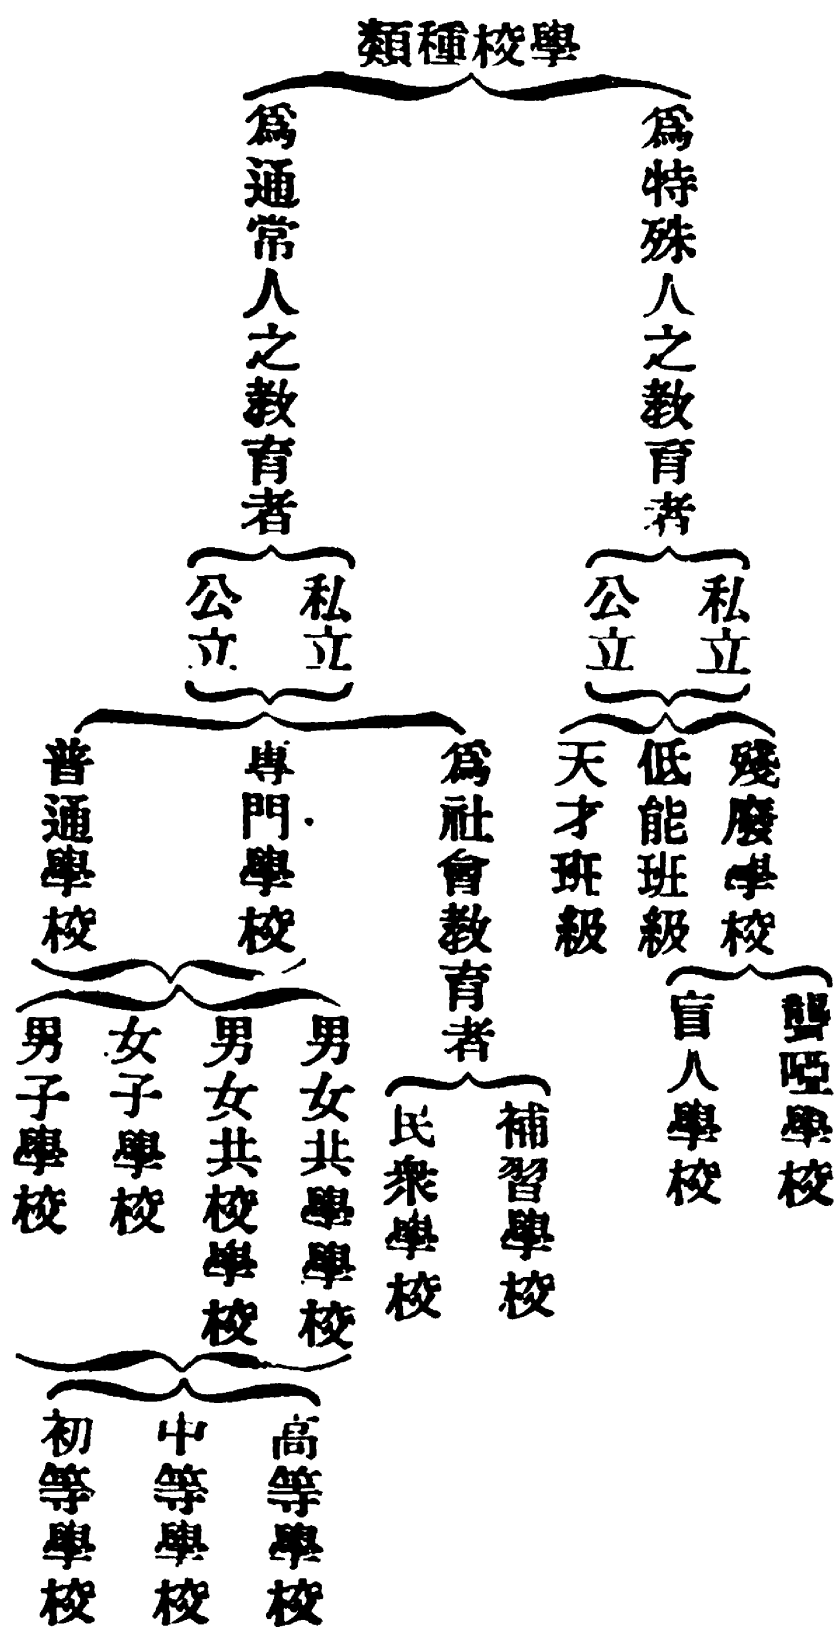 學校種類
爲特殊人之教育者
私立
公立
殘廢學校
低能班級
天才班級
聾啞學校
盲人學校
爲通常人之教育者
私立
公立
爲社會教育者
專門學校
普通學校
補習學校
民衆學校
男女共學學校
男女共校學校
女子學校
男子學校
高等學校
中等學校
初等學校